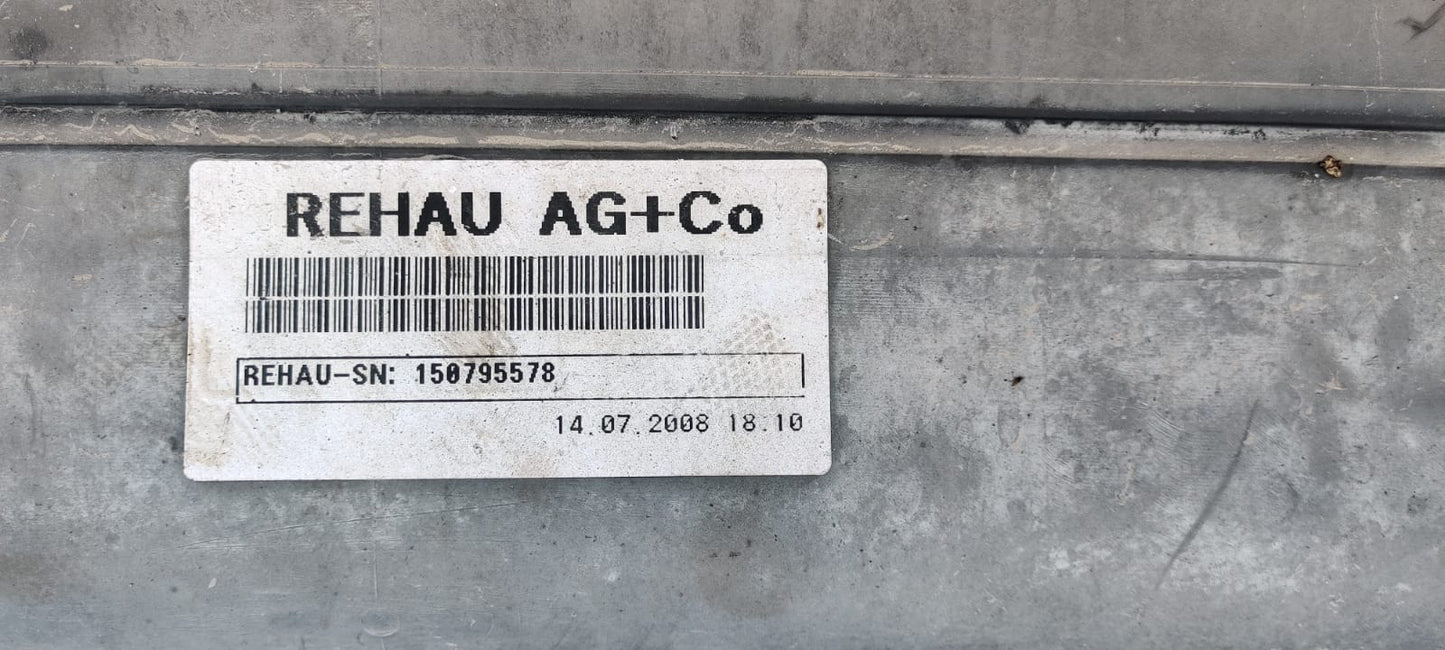 REHAU AG+Co
REHAU-SN: 150795578
14.07.2008 18:10